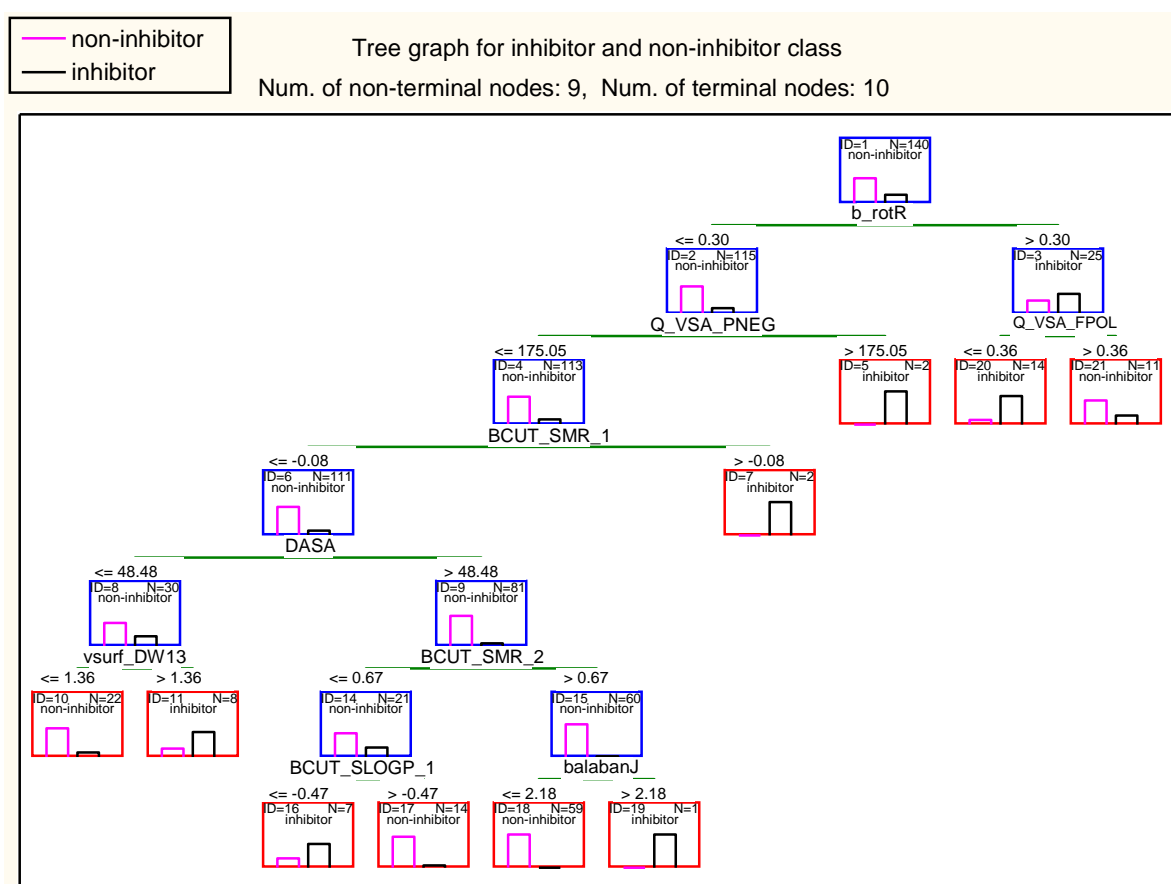 non-inhibitor
inhibitor
Tree graph for inhibitor and non-inhibitor class
Num. of non-terminal nodes: 9,  Num. of terminal nodes: 10
ID=1 N=140
non-inhibitor
b_rotR
<= 0.30 > 0.30
ID=2 N=115 ID=3 N=25
non-inhibitor inhibitor
Q_VSA_PNEG Q_VSA_FPOL
<= 175.05 > 175.05 <= 0.36 > 0.36
ID=4 N=113 ID=5 N=2 ID=20 N=14 ID=21 N=11
non-inhibitor inhibitor inhibitor non-inhibitor
BCUT_SMR_1
<= -0.08 > -0.08
ID=6 N=111 ID=7 N=2
non-inhibitor inhibitor
DASA
<= 48.48 > 48.48
ID=8 N=30 ID=9 N=81
non-inhibitor non-inhibitor
vsurf_DW13 BCUT_SMR_2
<= 1.36 > 1.36 <= 0.67 > 0.67
ID=10 N=22 ID=11 N=8 ID=14 N=21 ID=15 N=60
non-inhibitor inhibitor non-inhibitor non-inhibitor
BCUT_SLOGP_1 balabanJ
<= -0.47 > -0.47 <= 2.18 > 2.18
ID=16 N=7 ID=17 N=14 ID=18 N=59 ID=19 N=1
inhibitor non-inhibitor non-inhibitor inhibitor